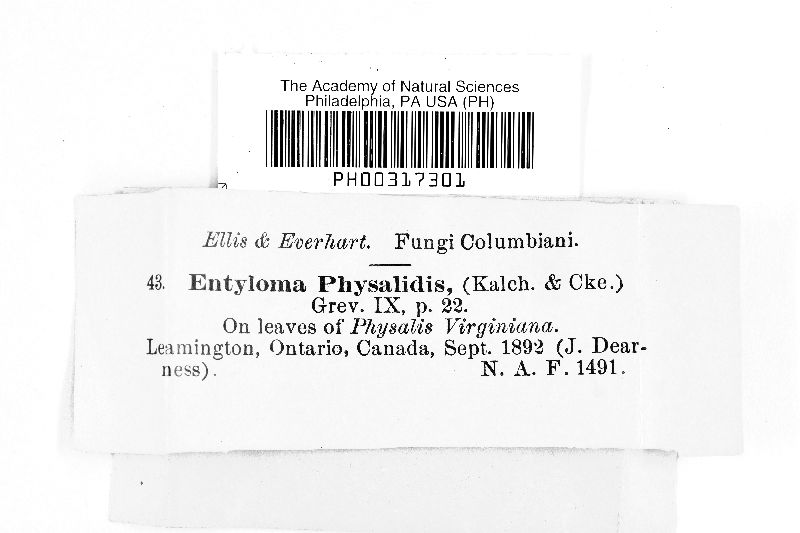 The Academy of Natural Sciences
Philadelphia, PA USA (PH)
PH00317301
Ellis & Everhart. Fungi Columbiani.
43. Entyloma Physalidis, (Kalch. & Cke.)
Grev. IX, p. 22.
On leaves of Physalis Virginiana.
Leamington, Ontario, Canada, Sept. 1892 (J. Dear-
ness). N. A. F. 1491.